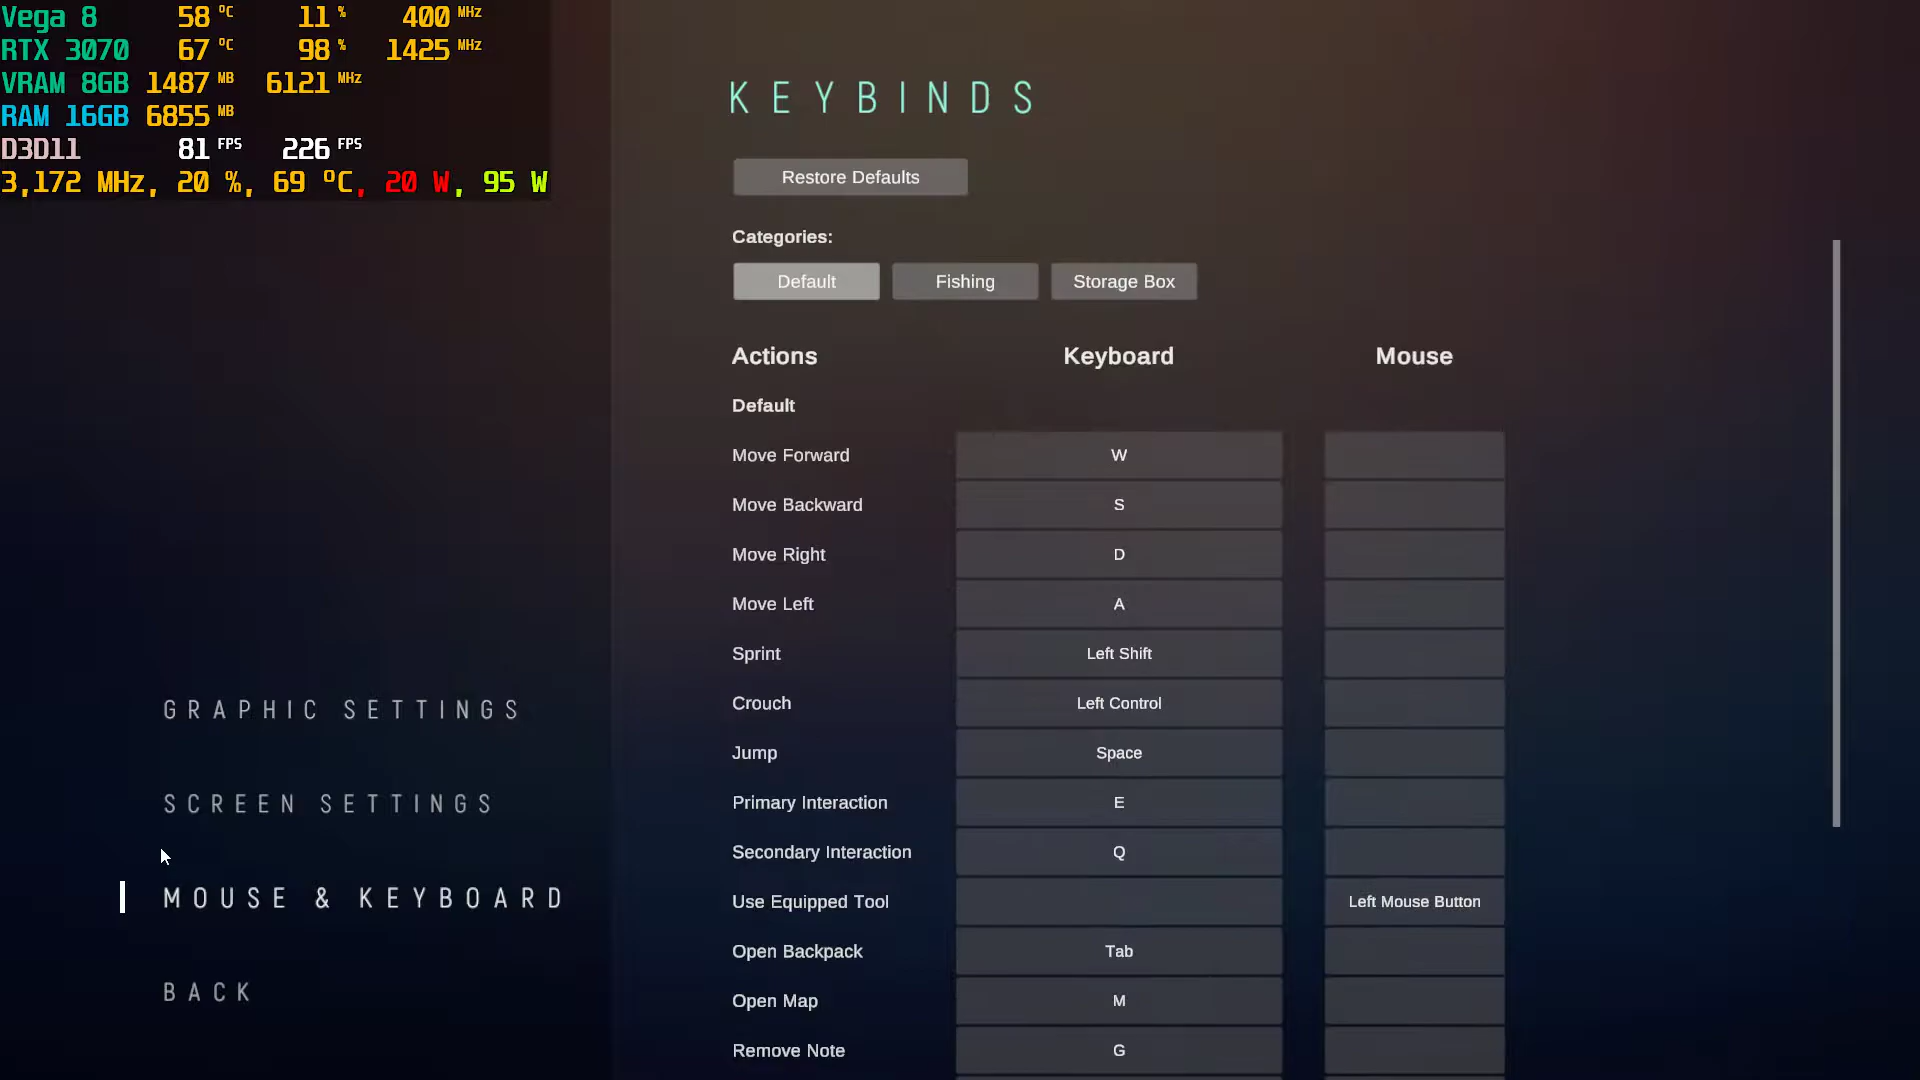 Vega 8 58 ºC 11 % 400 MHz
RTX 3070 67 ºC 98 % 1425 MHz
VRAM 8GB 1487 MB 6121 MHz
RAM 16GB 6855 MB
D3D11 81 FPS 226 FPS
3,172 MHz, 20 %, 69 ºC, 20 W, 95 W
KEYBINDS
Restore Defaults
Categories:
Default Fishing Storage Box
Actions Keyboard Mouse
Default
Move Forward W
Move Backward S
Move Right D
Move Left A
Sprint Left Shift
Crouch Left Control
Jump Space
Primary Interaction E
Secondary Interaction Q
Use Equipped Tool Left Mouse Button
Open Backpack Tab
Open Map M
Remove Note G
GRAPHIC SETTINGS
SCREEN SETTINGS
MOUSE & KEYBOARD
BACK